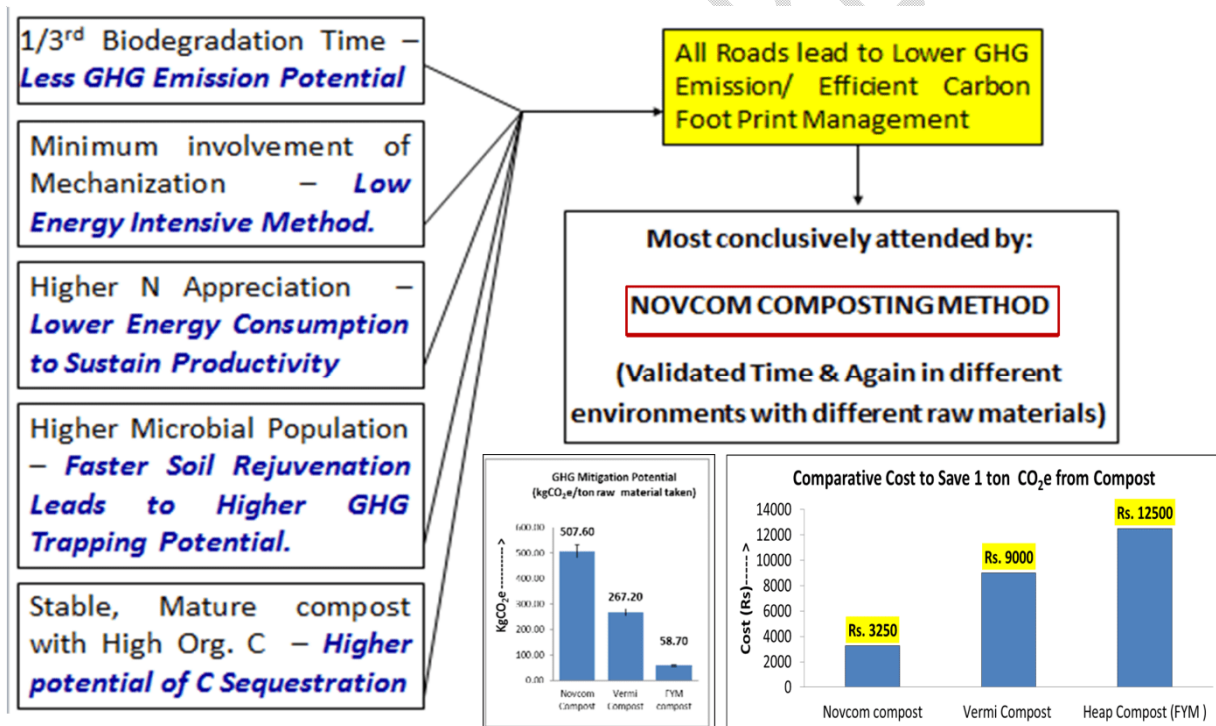 1/3rd Biodegradation Time –
Less GHG Emission Potential
Minimum involvement of
Mechanization – Low
Energy Intensive Method.
Higher N Appreciation –
Lower Energy Consumption
to Sustain Productivity
Higher Microbial Population
– Faster Soil Rejuvenation
Leads to Higher GHG
Trapping Potential.
Stable, Mature compost
with High Org. C – Higher
potential of C Sequestration
All Roads lead to Lower GHG
Emission/ Efficient Carbon
Foot Print Management
Most conclusively attended by:
NOVCOM COMPOSTING METHOD
(Validated Time & Again in different
environments with different raw materials)
GHG Mitigation Potential
(kgCO2e/ton raw material taken)
KgCO2e---------->
600.00
500.00
400.00
300.00
200.00
100.00
0.00
507.60
267.20
58.70
Novcom
Compost
Vermi
Compost
FYM
compost
Comparative Cost to Save 1 ton CO2e from Compost
Cost (Rs)----->
14000
12000
10000
8000
6000
4000
2000
0
Rs. 3250
Rs. 9000
Rs. 12500
Novcom compost
Vermi Compost
Heap Compost (FYM )